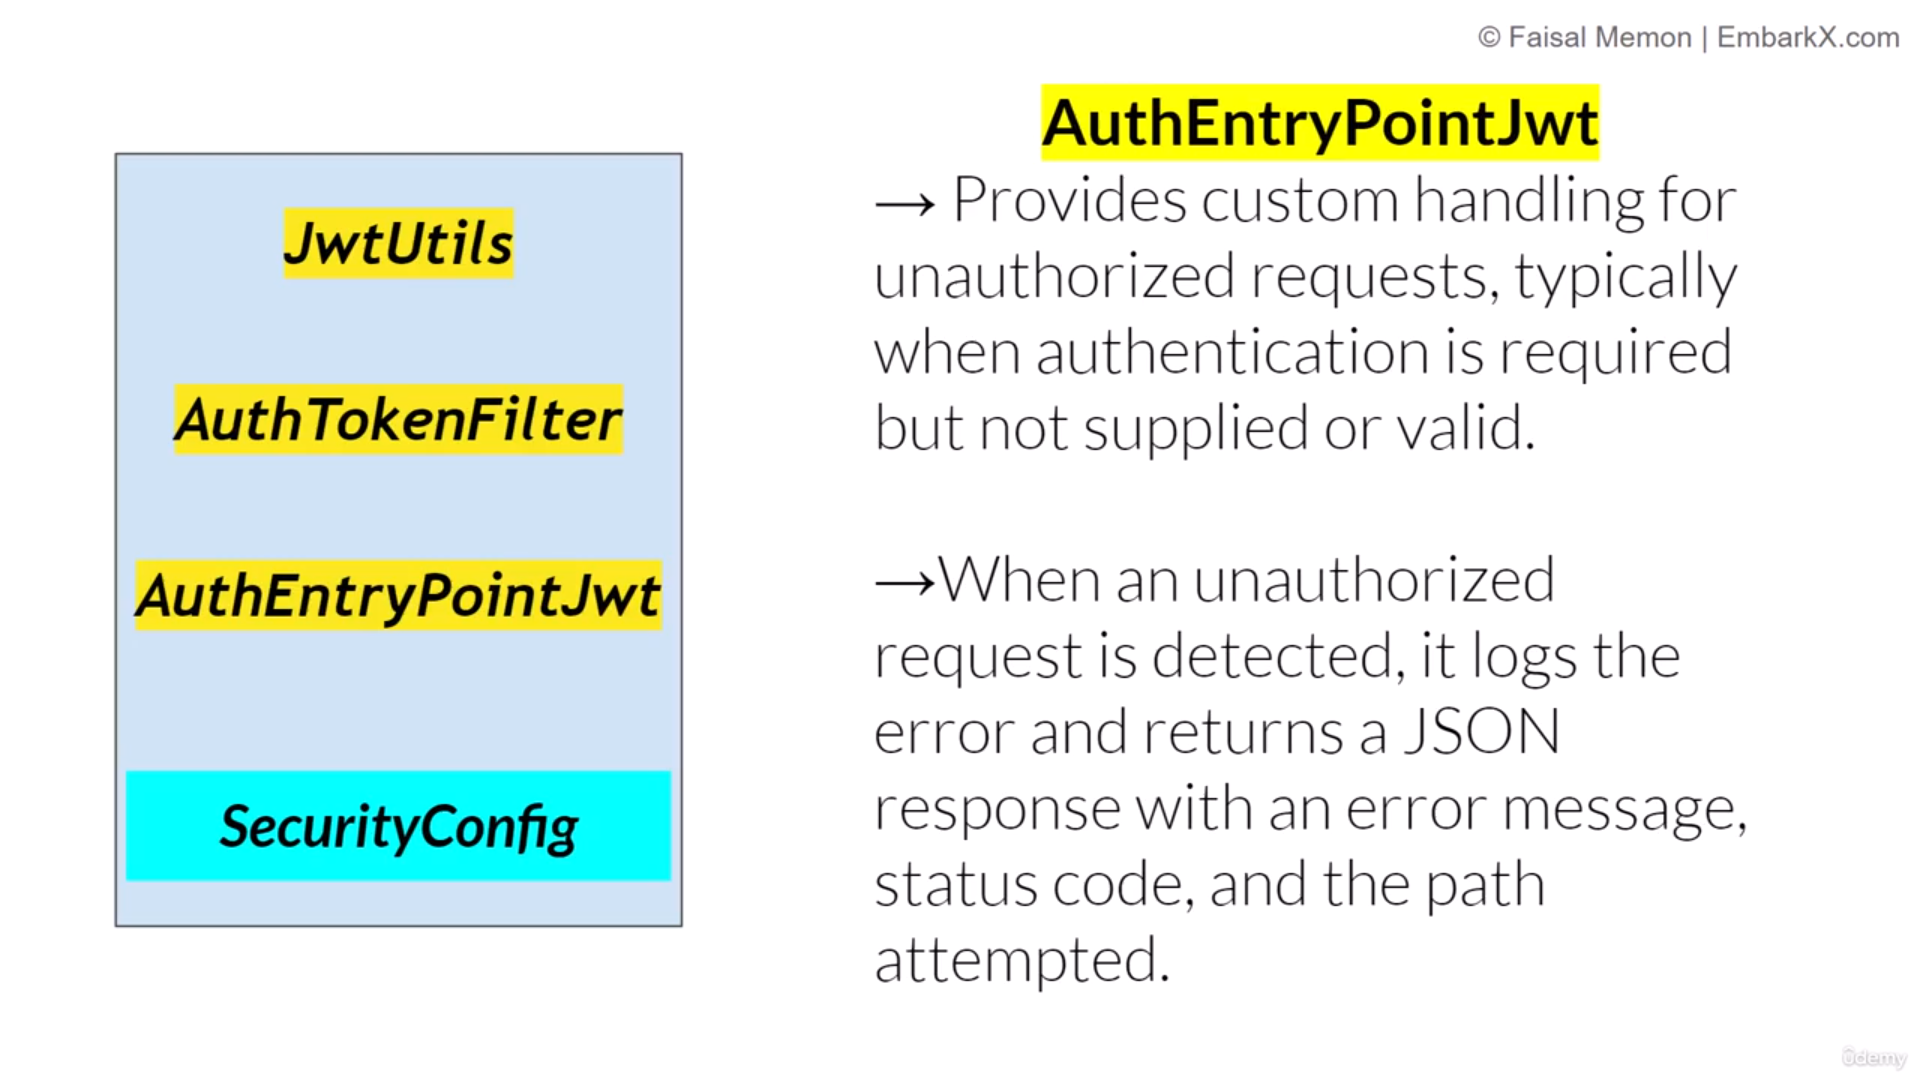 © Faisal Memon | EmbarkX.com
JwtUtils
AuthTokenFilter
AuthEntryPointJwt
SecurityConfig
AuthEntryPointJwt
→ Provides custom handling for
unauthorized requests, typically
when authentication is required
but not supplied or valid.
→When an unauthorized
request is detected, it logs the
error and returns a JSON
response with an error message,
status code, and the path
attempted.
ûdemy